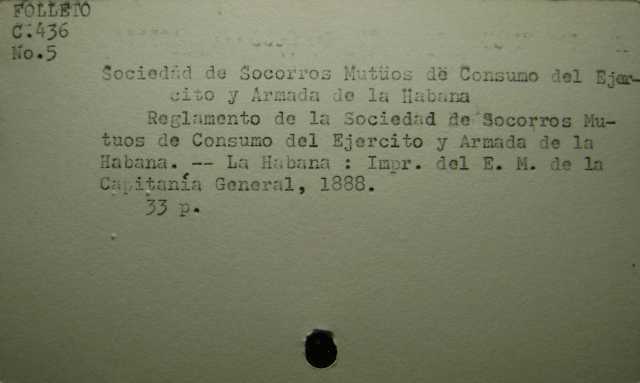 FOLLETO
C.436
No.5
Sociedad de Socorros Mutuos de Consumo del Ejer-
cito y Armada de la Habana
Reglamento de la Sociedad de Socorros Mu-
tuos de Consumo del Ejercito y Armada de la
Habana. -- La Habana : Impr. del E. M. de la
Capitanía General, 1888.
33 p.